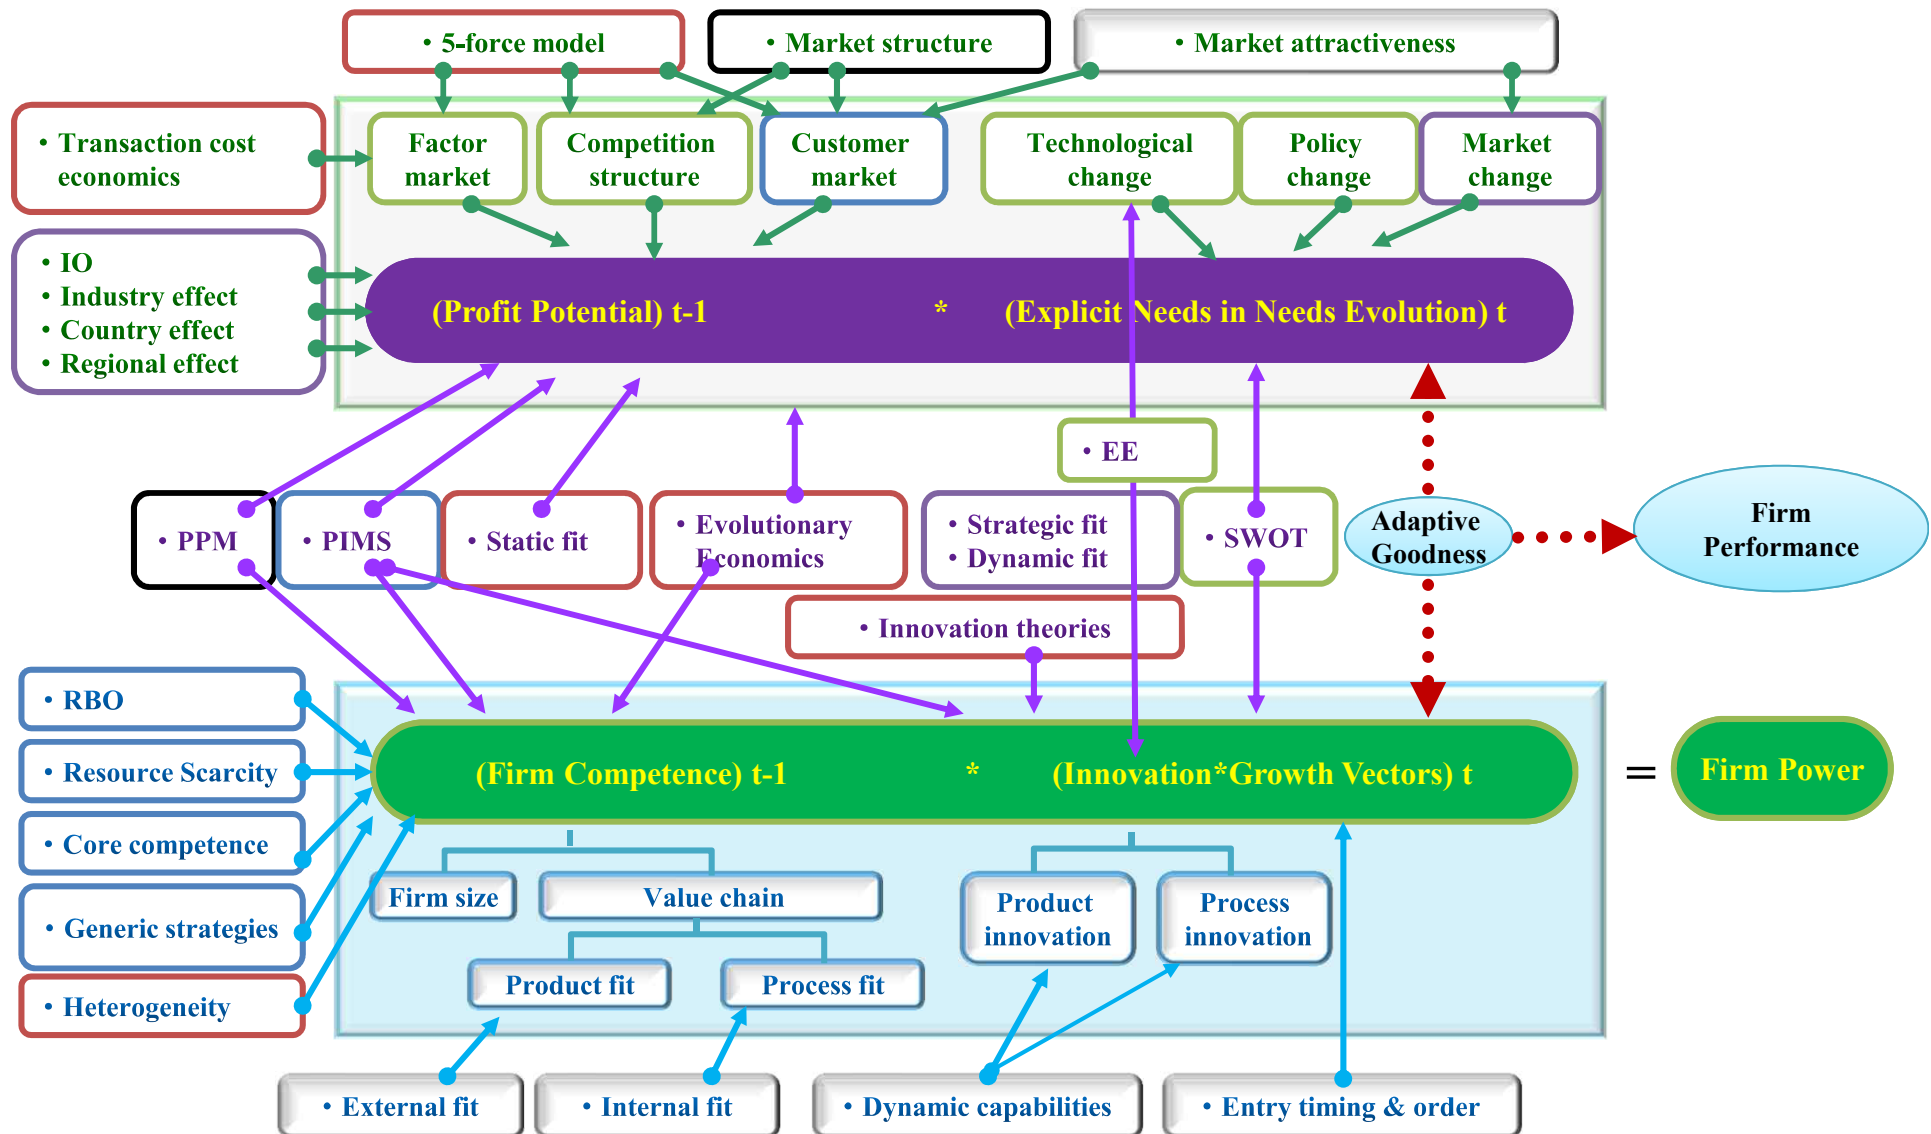 • 5-force model
• Market structure
• Market attractiveness
• Transaction cost
economics
Factor
market
Competition
structure
Customer
market
Technological
change
Policy
change
Market
change
• IO
• Industry effect
• Country effect
• Regional effect
(Profit Potential) t-1 * (Explicit Needs in Needs Evolution) t
• EE
• PPM
• PIMS
• Static fit
• Evolutionary
Economics
• Strategic fit
• Dynamic fit
• SWOT
Adaptive
Goodness
Firm
Performance
• Innovation theories
• RBO
• Resource Scarcity
• Core competence
• Generic strategies
• Heterogeneity
(Firm Competence) t-1 * (Innovation*Growth Vectors) t
= Firm Power
Firm size
Value chain
Product
innovation
Process
innovation
Product fit
Process fit
• External fit
• Internal fit
• Dynamic capabilities
• Entry timing & order